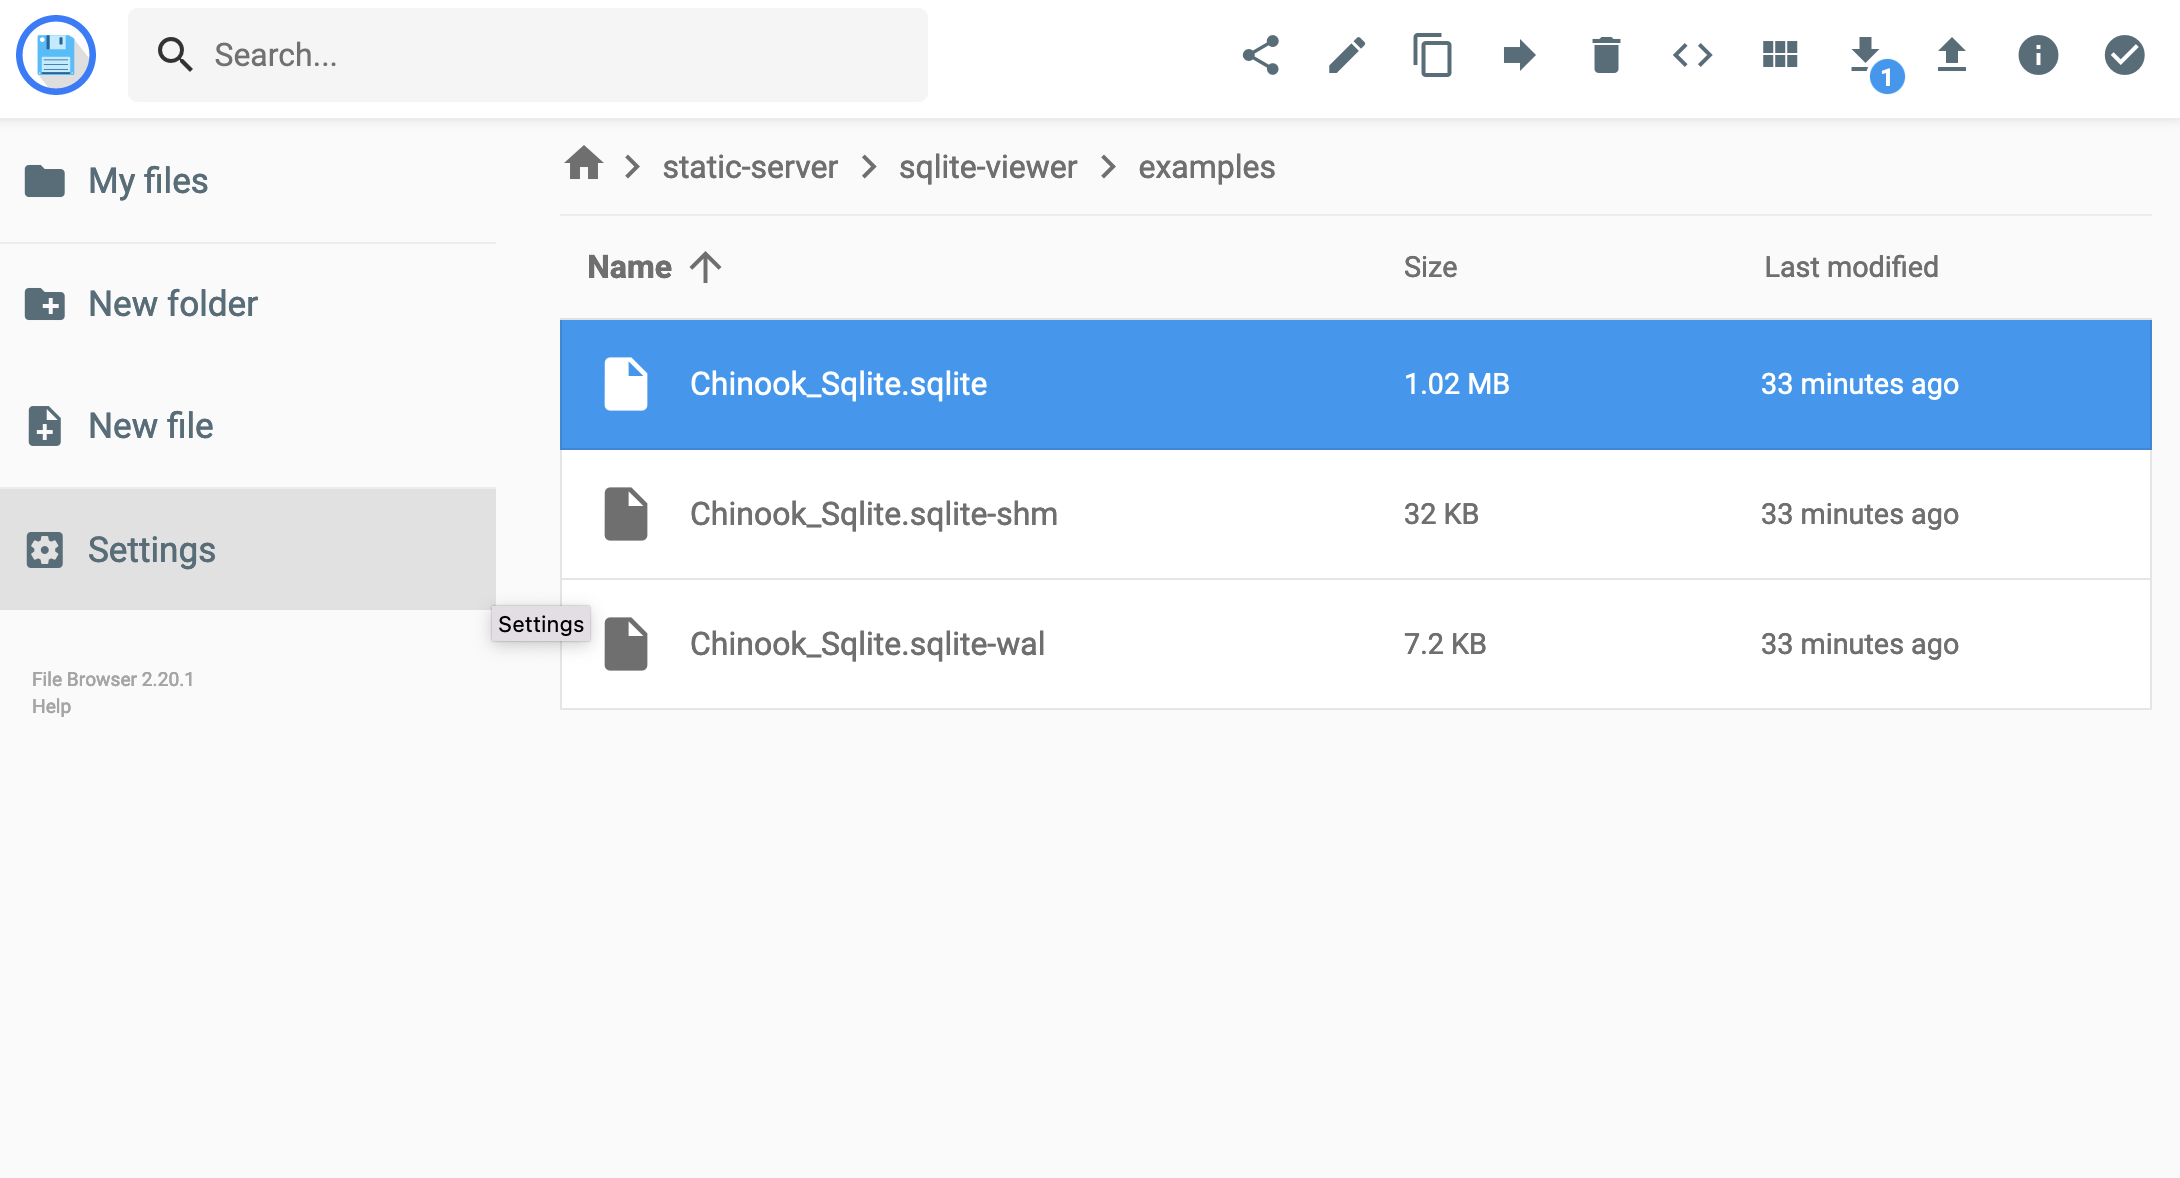 Search...
1
My files
New folder
New file
Settings
Settings
File Browser 2.20.1
Help
static-server > sqlite-viewer > examples
Name Size Last modified
Chinook_Sqlite.sqlite 1.02 MB 33 minutes ago
Chinook_Sqlite.sqlite-shm 32 KB 33 minutes ago
Chinook_Sqlite.sqlite-wal 7.2 KB 33 minutes ago